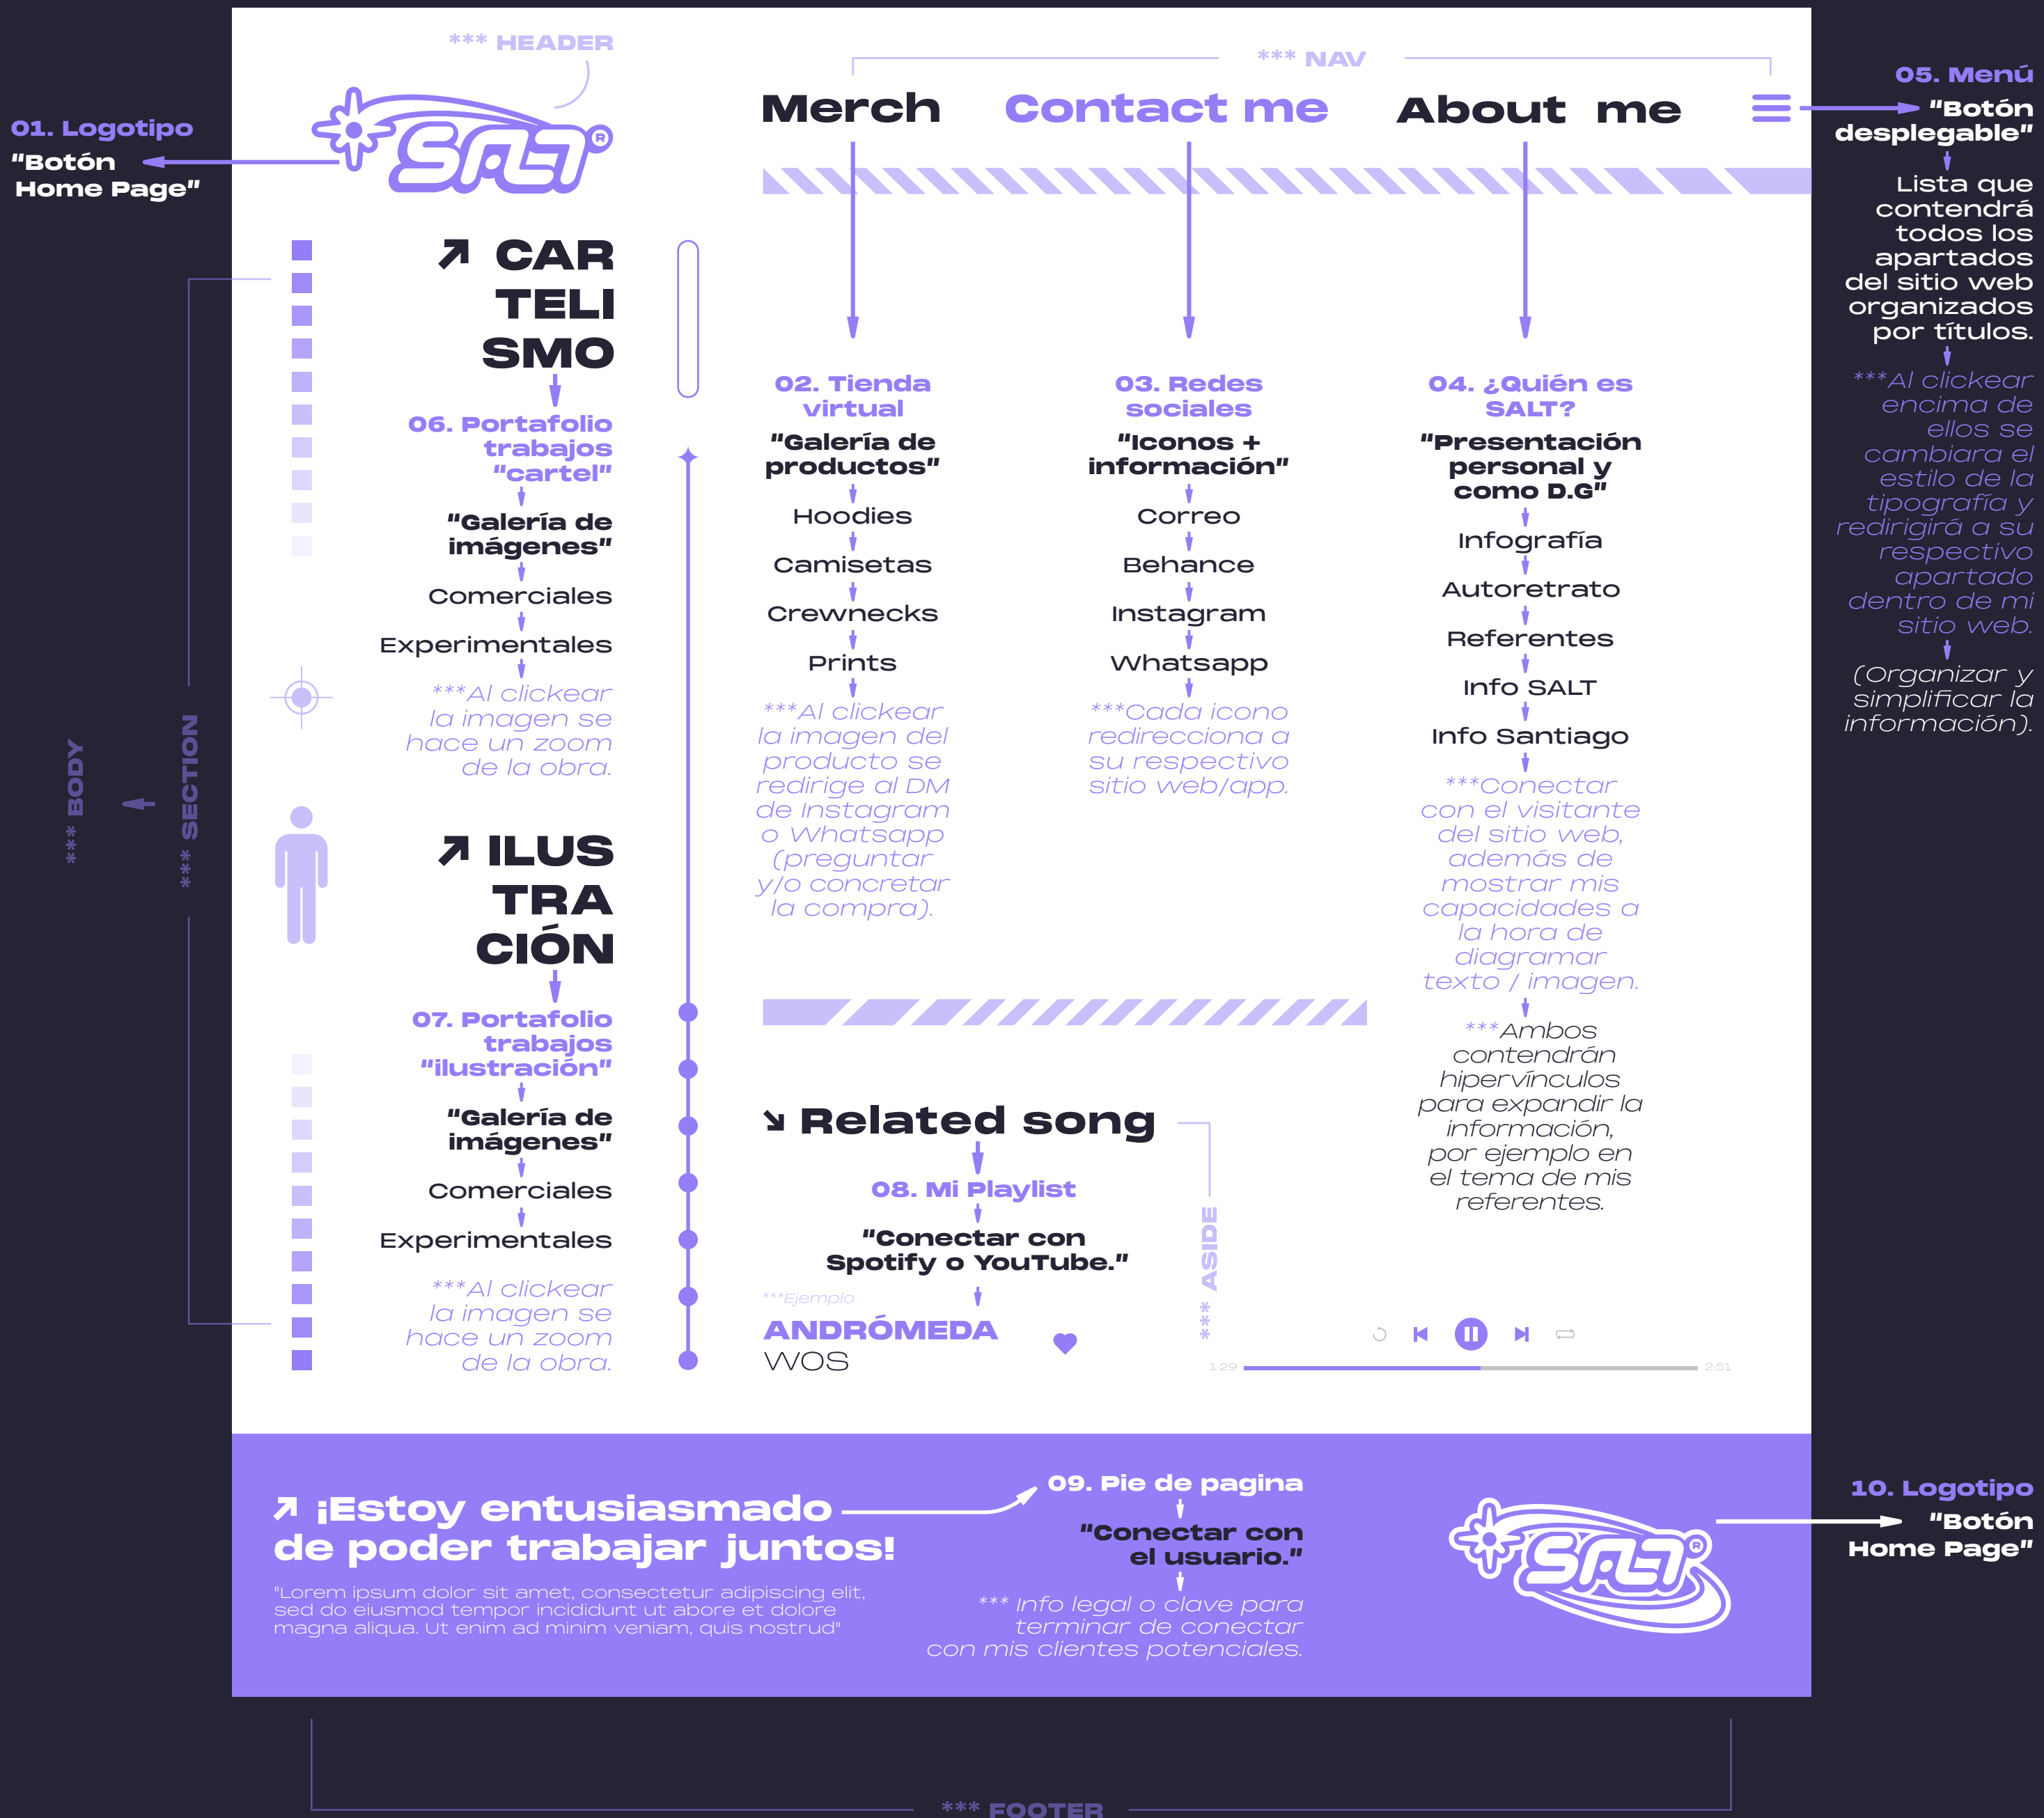 *** HEADER
*** NAV
01. Logotipo
“Botón
Home Page”
SALT®
Merch
Contact me
About me
05. Menú
“Botón
desplegable”
Lista que
contendrá
todos los
apartados
del sitio web
organizados
por títulos.
***Al clickear
encima de
ellos se
cambiara el
estilo de la
tipografía y
redirigirá a su
respectivo
apartado
dentro de mi
sitio web.
(Organizar y
simplificar la
información).
*** BODY
*** SECTION
CAR
TELI
SMO
06. Portafolio
trabajos
“cartel”
“Galería de
imágenes”
Comerciales
Experimentales
***Al clickear
la imagen se
hace un zoom
de la obra.
ILUS
TRA
CIÓN
07. Portafolio
trabajos
“ilustración”
“Galería de
imágenes”
Comerciales
Experimentales
***Al clickear
la imagen se
hace un zoom
de la obra.
02. Tienda
virtual
“Galería de
productos”
Hoodies
Camisetas
Crewnecks
Prints
***Al clickear
la imagen del
producto se
redirige al DM
de Instagram
o Whatsapp
(preguntar
y/o concretar
la compra).
03. Redes
sociales
“Iconos +
información”
Correo
Behance
Instagram
Whatsapp
***Cada icono
redirecciona a
su respectivo
sitio web/app.
04. ¿Quién es
SALT?
“Presentación
personal y
como D.G”
Infografía
Autoretrato
Referentes
Info SALT
Info Santiago
***Conectar
con el visitante
del sitio web,
además de
mostrar mis
capacidades a
la hora de
diagramar
texto / imagen.
***Ambos
contendrán
hipervínculos
para expandir la
información,
por ejemplo en
el tema de mis
referentes.
Related song
08. Mi Playlist
“Conectar con
Spotify o YouTube.”
***Ejemplo
ANDRÓMEDA
WOS
*** ASIDE
1:29
2:51
¡Estoy entusiasmado
de poder trabajar juntos!
"Lorem ipsum dolor sit amet, consectetur adipiscing elit,
sed do eiusmod tempor incididunt ut abore et dolore
magna aliqua. Ut enim ad minim veniam, quis nostrud"
09. Pie de pagina
“Conectar con
el usuario.”
*** Info legal o clave para
terminar de conectar
con mis clientes potenciales.
SALT®
10. Logotipo
“Botón
Home Page”
*** FOOTER